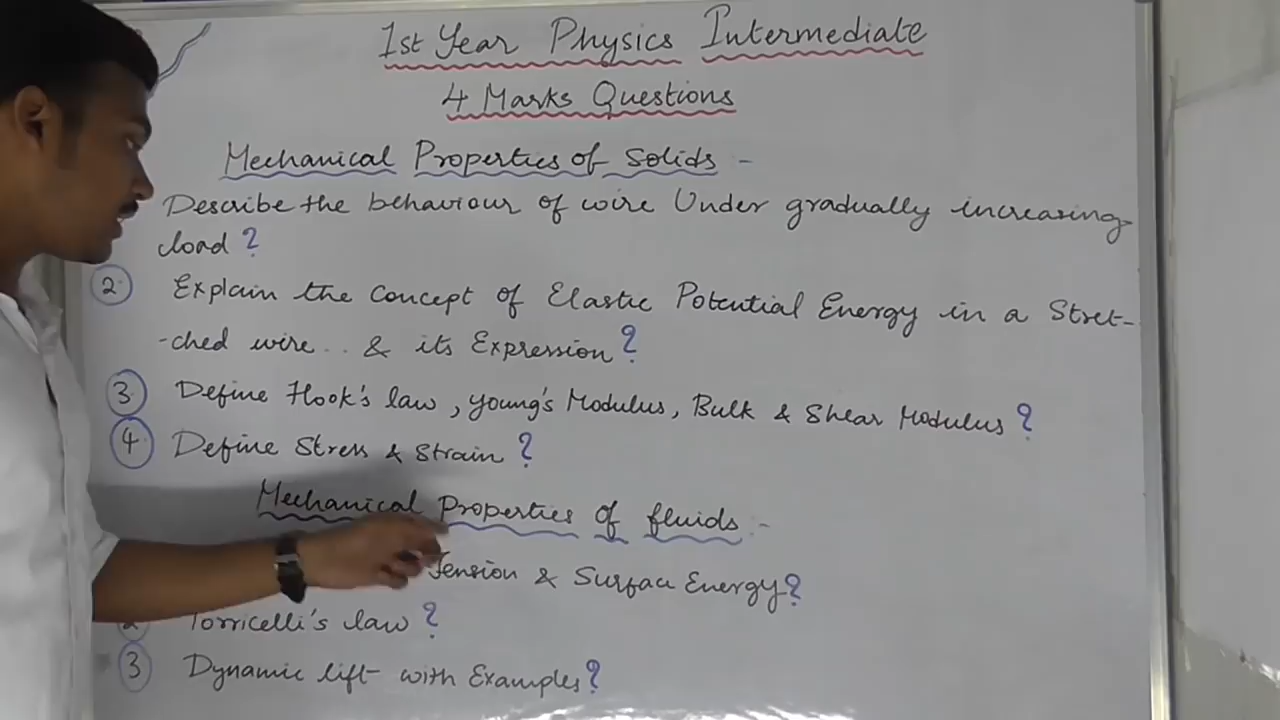 1st Year Physics Intermediate
4 Marks Questions
Mechanical Properties of Solids -
Describe the behaviour of wire Under gradually increasing
load ?
2. Explain the Concept of Elastic Potential Energy in a Stret-
-ched wire.. & its Expression ?
3. Define Hook's law, Young's Modulus, Bulk & Shear Modulus ?
4. Define Stress & Strain ?
Mechanical Properties of fluids -
Tension & Surface Energy ?
2 Torricelli's law ?
3 Dynamic lift with Examples ?